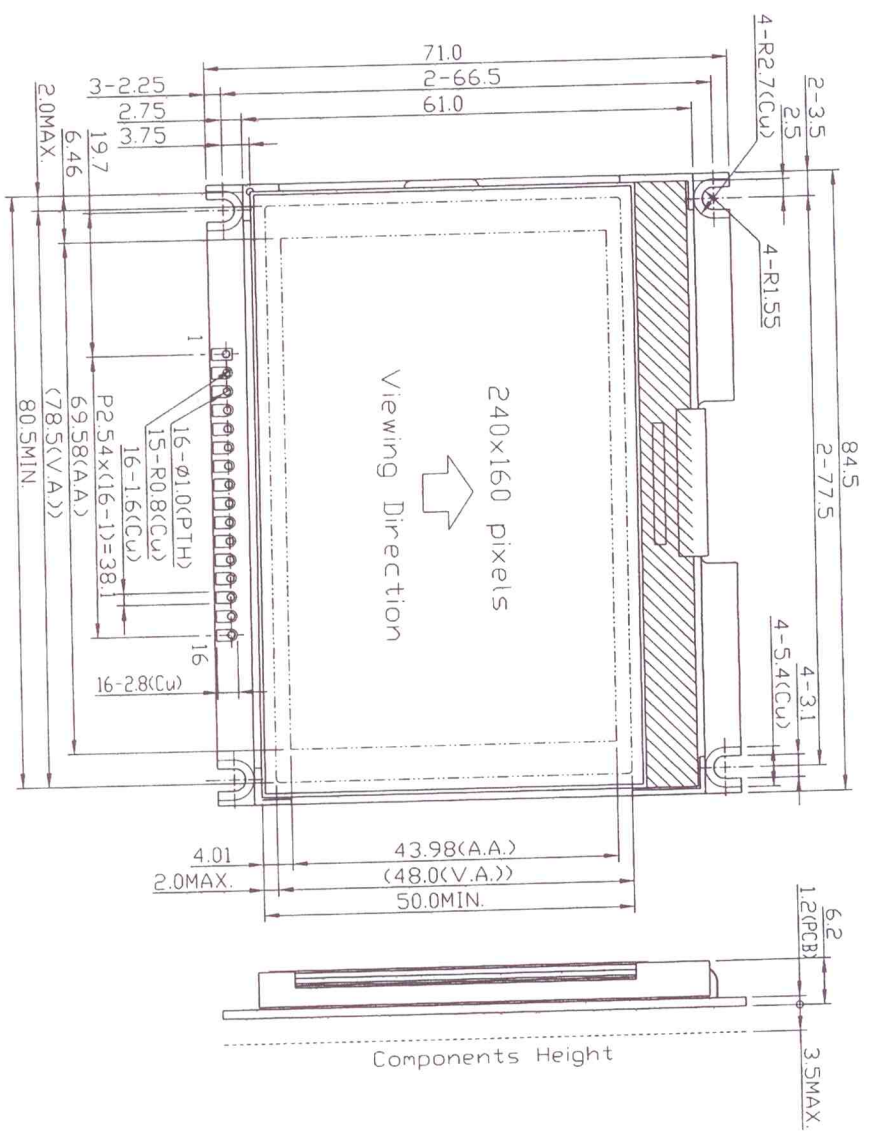 71.0
2-66.5
61.0
3-2.25
2.75
3.75
2.0MAX.
6.46
19.7
4-R2.7(Cu)
2-3.5
2.5
4-R1.55
84.5
2-77.5
4-3.1
4-5.4(Cu)
240x160 pixels
Viewing Direction
1
16
16-ø1.0(PTH)
15-R0.8(Cu)
16-1.6(Cu)
P2.54x(16-1)=38.1
69.58(A.A.)
(78.5(V.A.))
80.5MIN.
16-2.8(Cu)
4.01
2.0MAX.
43.98(A.A.)
(48.0(V.A.))
50.0MIN.
6.2
1.2(PCB)
3.5MAX.
Components Height